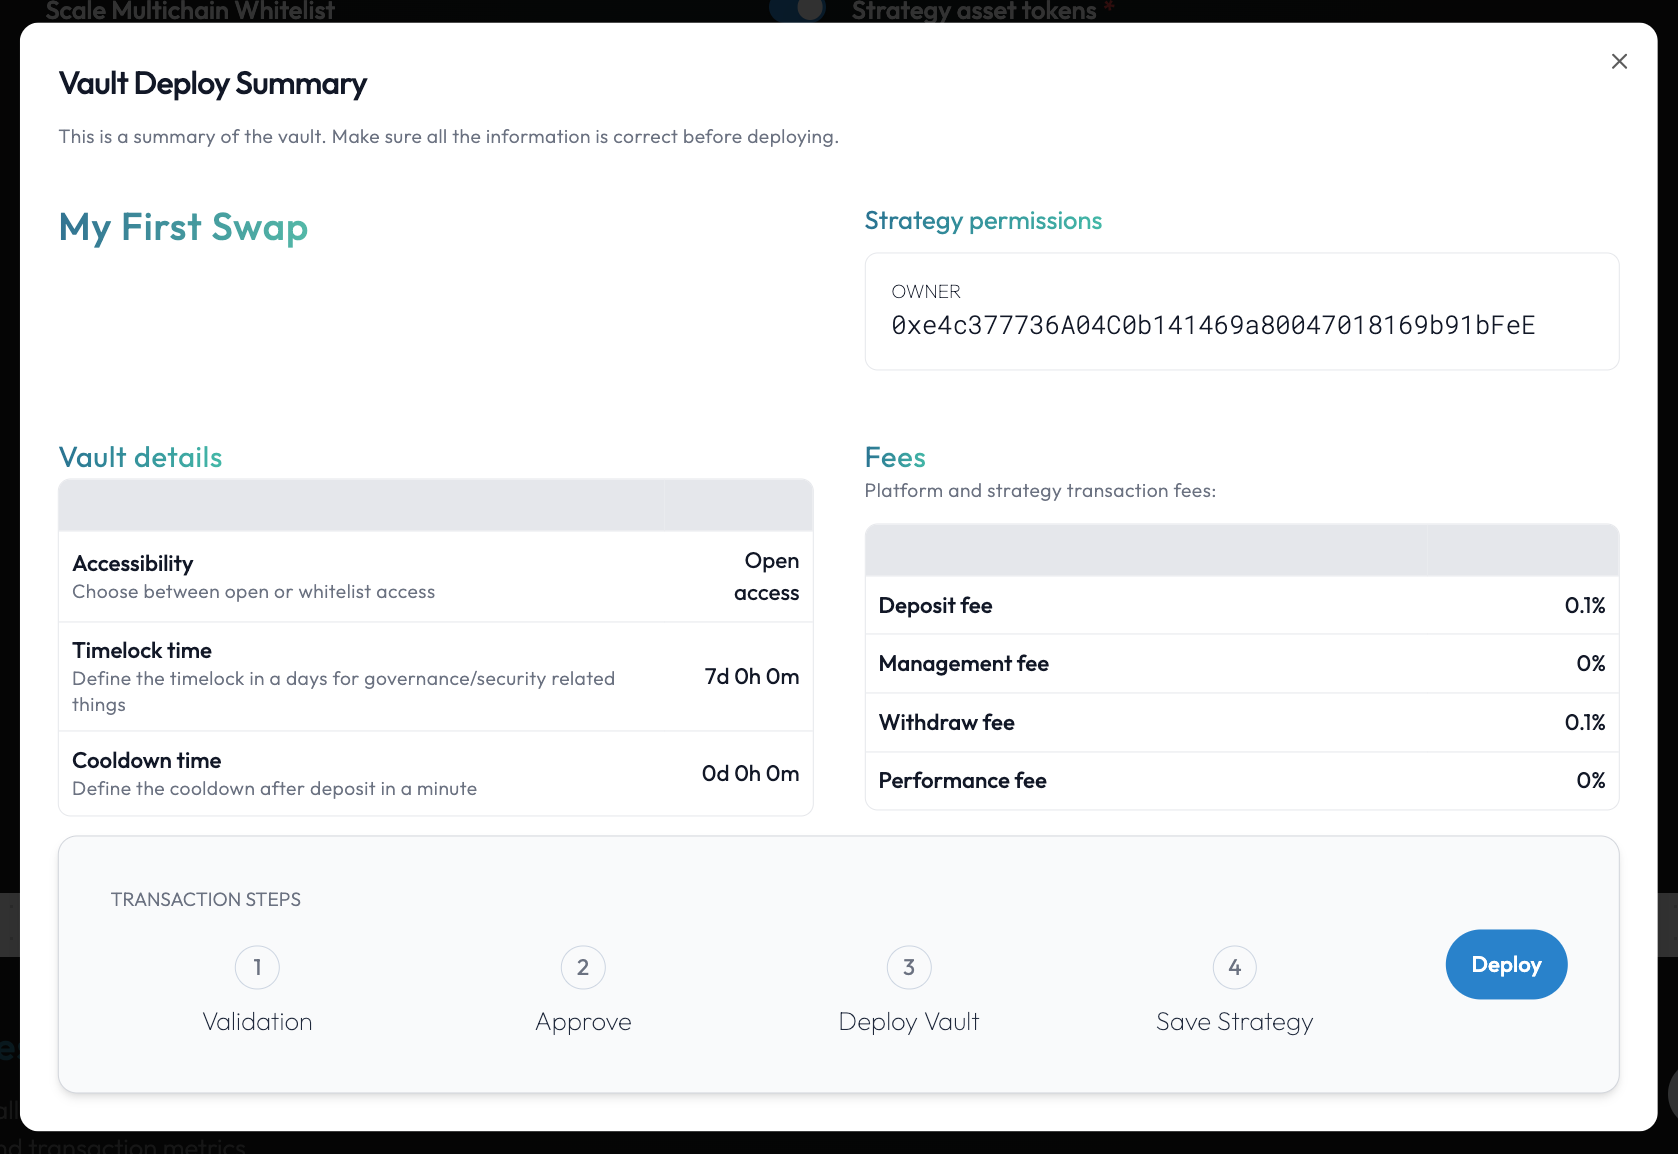 Scale Multichain Whitelist
Strategy asset tokens *
Vault Deploy Summary
This is a summary of the vault. Make sure all the information is correct before deploying.
My First Swap
Strategy permissions
OWNER
0xe4c377736A04C0b141469a80047018169b91bFeE
Vault details
Accessibility
Choose between open or whitelist access
Open
access
Timelock time
Define the timelock in a days for governance/security related
things
7d 0h 0m
Cooldown time
Define the cooldown after deposit in a minute
0d 0h 0m
Fees
Platform and strategy transaction fees:
Deposit fee
0.1%
Management fee
0%
Withdraw fee
0.1%
Performance fee
0%
TRANSACTION STEPS
1
Validation
2
Approve
3
Deploy Vault
4
Save Strategy
Deploy
transaction metrics